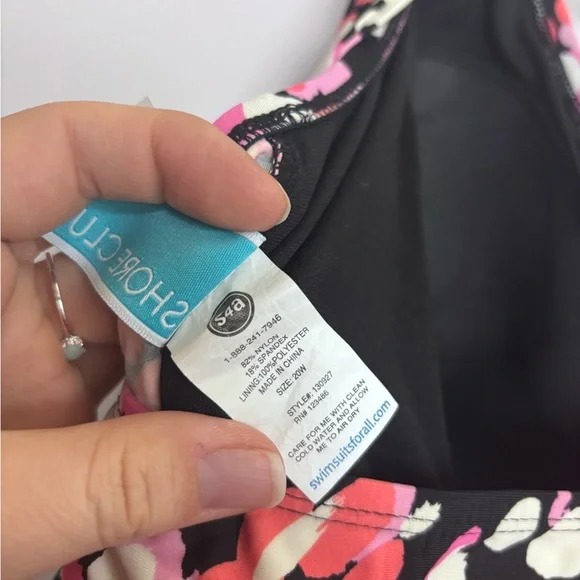 SHORECLU
s4a
1-888-241-7946
82% NYLON
18% SPANDEX
LINING:100%POLYESTER
MADE IN CHINA
SIZE: 20W
STYLE#: 130927
RN#: 123486
CARE FOR ME WITH CLEAN
COLD WATER AND ALLOW
ME TO AIR DRY
swimsuitsforall.com